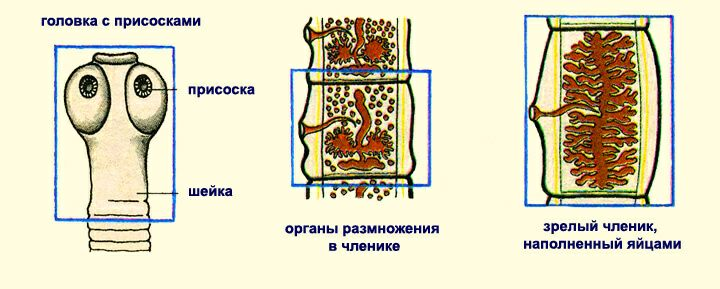 головка с присосками
присоска
шейка
органы размножения
в членике
зрелый членик,
наполненный яйцами